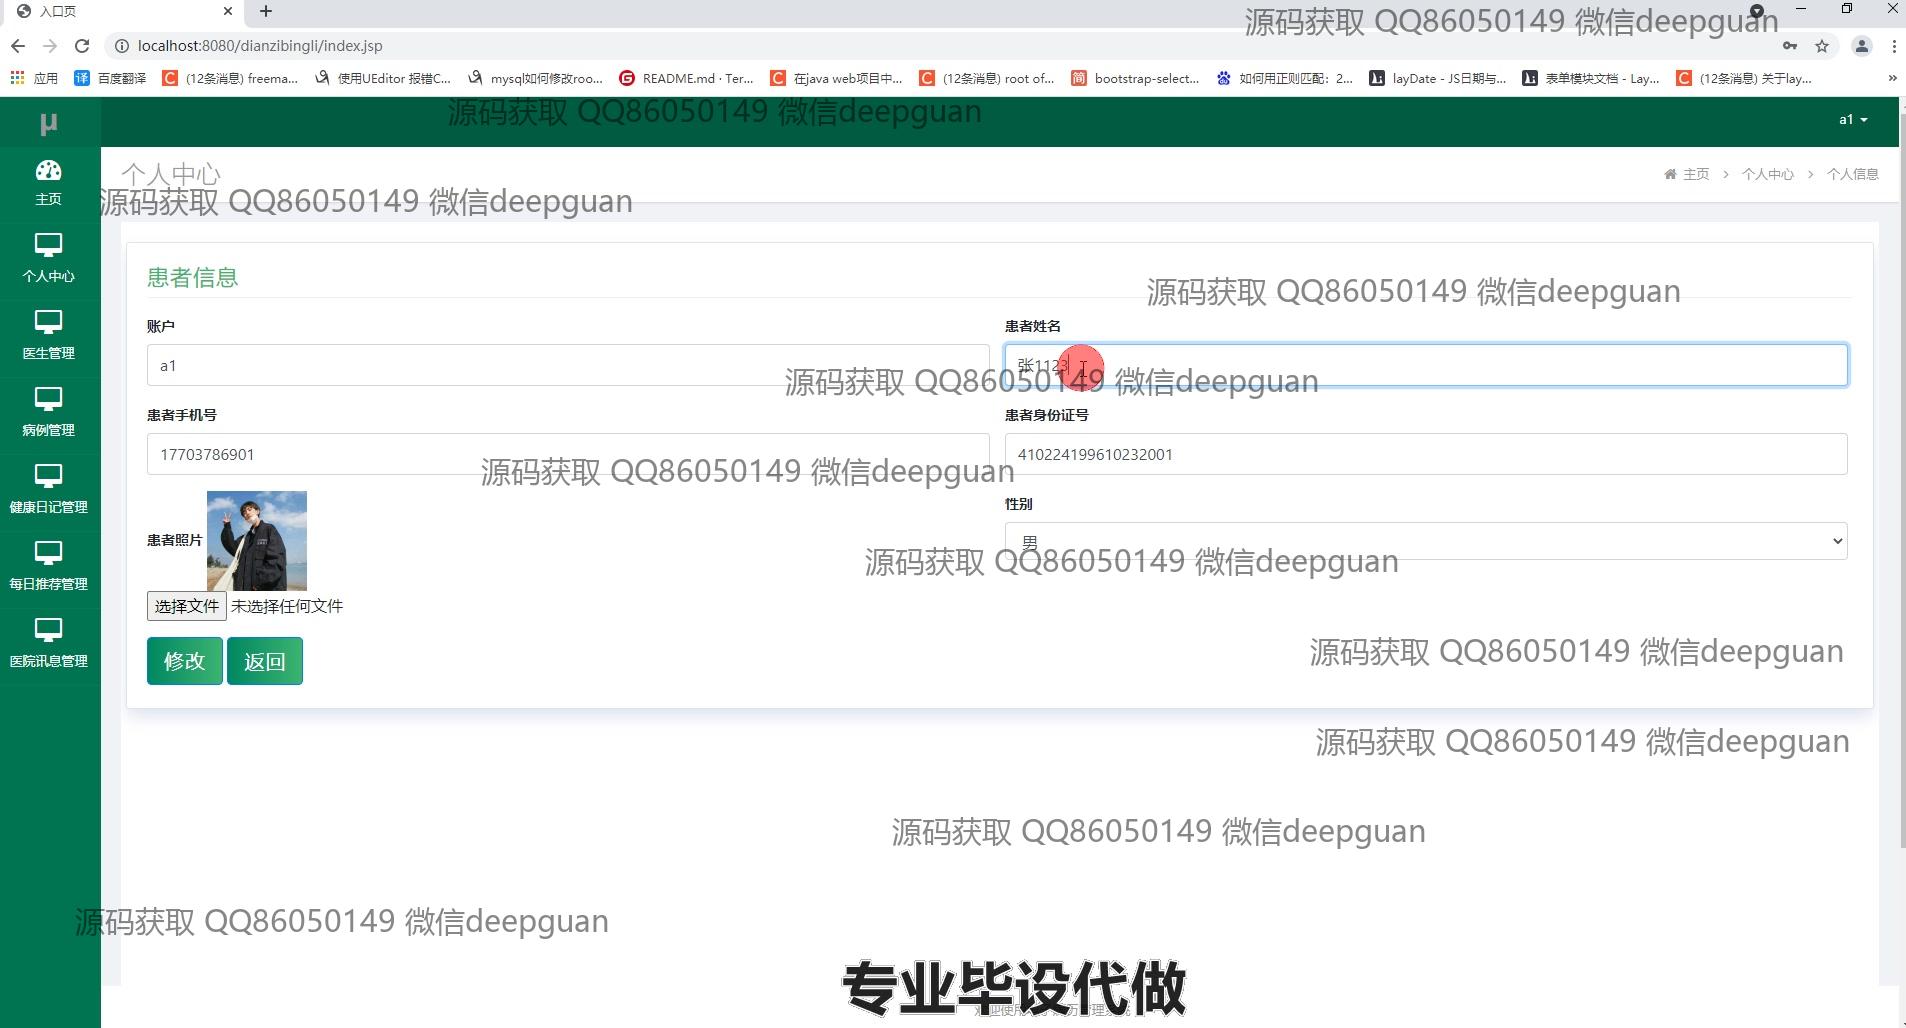 入口页
源码获取 QQ86050149 微信deepguan
localhost:8080/dianzibingli/index.jsp
应用 百度翻译 (12条消息) freema... 使用UEditor 报错C... mysql如何修改roo... README.md · Ter... 在java web项目中... (12条消息) root of... bootstrap-select... 如何用正则匹配：2... layDate - JS日期与... 表单模块文档 - Lay... (12条消息) 关于lay...
μ
源码获取 QQ86050149 微信deepguan
a1
主页
个人中心
医生管理
病例管理
健康日记管理
每日推荐管理
医院讯息管理
个人中心
主页 > 个人中心 > 个人信息
源码获取 QQ86050149 微信deepguan
患者信息
源码获取 QQ86050149 微信deepguan
账户
患者姓名
a1
张1123
源码获取 QQ86050149 微信deepguan
患者手机号
患者身份证号
17703786901
410224199610232001
源码获取 QQ86050149 微信deepguan
患者照片
性别
男
源码获取 QQ86050149 微信deepguan
选择文件 未选择任何文件
修改 返回
源码获取 QQ86050149 微信deepguan
源码获取 QQ86050149 微信deepguan
源码获取 QQ86050149 微信deepguan
源码获取 QQ86050149 微信deepguan
专业毕设代做